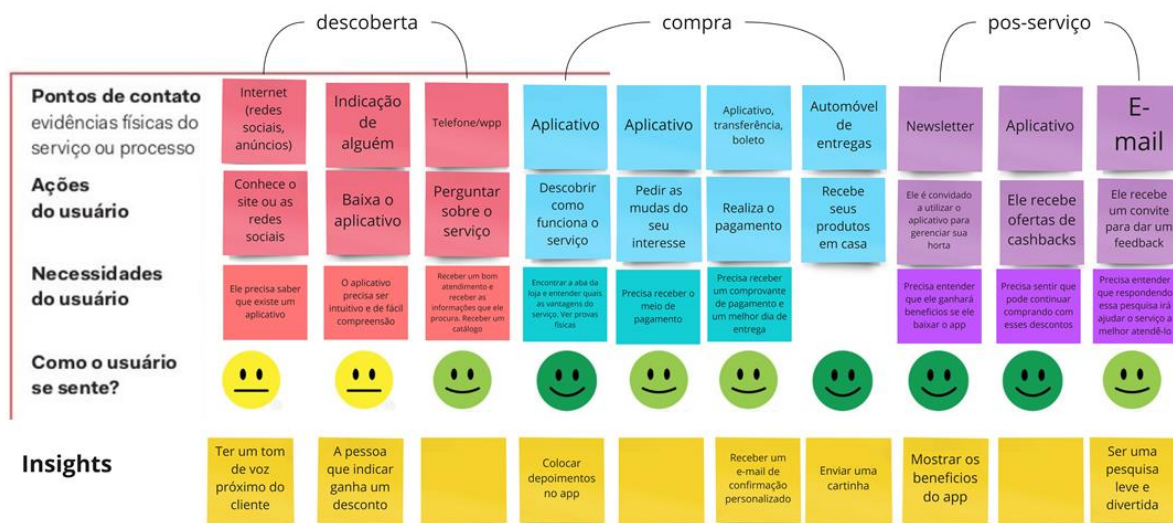 descoberta
compra
pos-serviço
Pontos de contato
evidências físicas do
serviço ou processo
Internet
(redes
sociais,
anúncios)
Indicação
de
alguém
Telefone/wpp
Aplicativo
Aplicativo
Aplicativo,
transferência,
boleto
Automóvel
de
entregas
Newsletter
Aplicativo
E-
mail
Ações
do usuário
Conhece o
site ou as
redes
sociais
Baixa o
aplicativo
Perguntar
sobre o
serviço
Descobrir
como
funciona o
serviço
Pedir as
mudas do
seu
interesse
Realiza o
pagamento
Recebe
seus
produtos
em casa
Ele é convidado
a utilizar o
aplicativo para
gerenciar sua
horta
Ele recebe
ofertas de
cashbacks
Ele recebe
um convite
para dar um
feedback
Necessidades
do usuário
Ele precisa saber
que existe um
aplicativo
O aplicativo
precisa ser
intuitivo e de fácil
compreensão
Receber um bom
atendimento e
receber as
informações que ele
procura. Receber um
catálogo
Encontrar a aba da
loja e entender quais
as vantagens do
serviço. Ver provas
físicas
Precisa receber o
meio de
pagamento
Precisa receber
um comprovante
de pagamento e
um melhor dia de
entrega
Precisa entender
que ele ganhará
beneficios se ele
baixar o app
Precisa sentir que
pode continuar
comprando com
esses descontos
Precisa entender
que respondendo
essa pesquisa irá
ajudar o serviço a
melhor atendê-lo
Como o usuário
se sente?
Insights
Ter um tom
de voz
próximo do
cliente
A pessoa
que indicar
ganha um
desconto
Colocar
depoimentos
no app
Receber um
e-mail de
confirmação
personalizado
Enviar uma
cartinha
Mostrar os
beneficios
do app
Ser uma
pesquisa
leve e
divertida